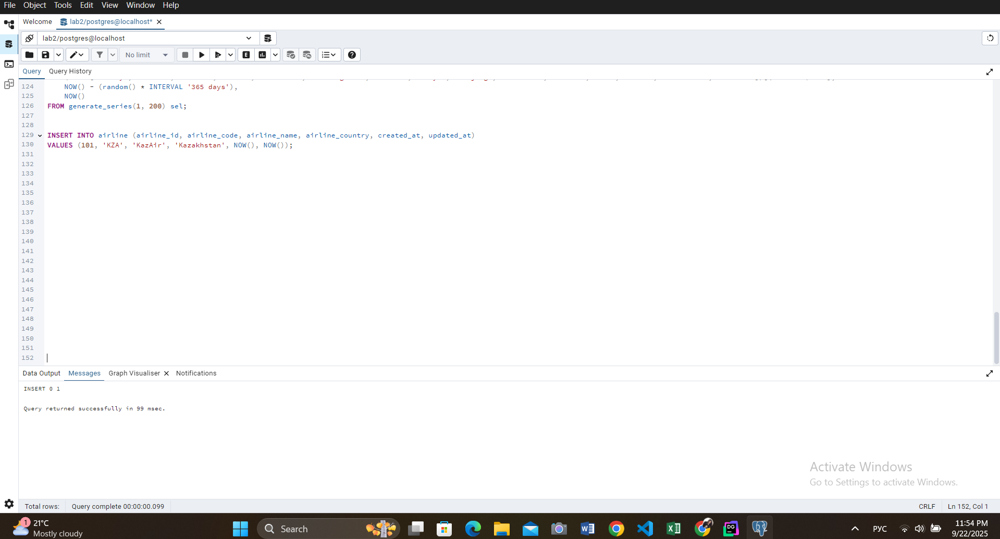 File Object Tools Edit View Window Help
Welcome lab2/postgres@localhost*
lab2/postgres@localhost
No limit
Query Query History
124 NOW() - (random() * INTERVAL '365 days'),
125 NOW()
126 FROM generate_series(1, 200) sel;
127
128
129 INSERT INTO airline (airline_id, airline_code, airline_name, airline_country, created_at, updated_at)
130 VALUES (101, 'KZA', 'KazAir', 'Kazakhstan', NOW(), NOW());
131
132
133
134
135
136
137
138
139
140
141
142
143
144
145
146
147
148
149
150
151
152
Data Output Messages Graph Visualiser Notifications
INSERT 0 1
Query returned successfully in 99 msec.
Activate Windows
Go to Settings to activate Windows.
Total rows: Query complete 00:00:00.099 CRLF Ln 152, Col 1
1 21°C
Mostly cloudy
Search
DG
РУС
11:54 PM
9/22/2025